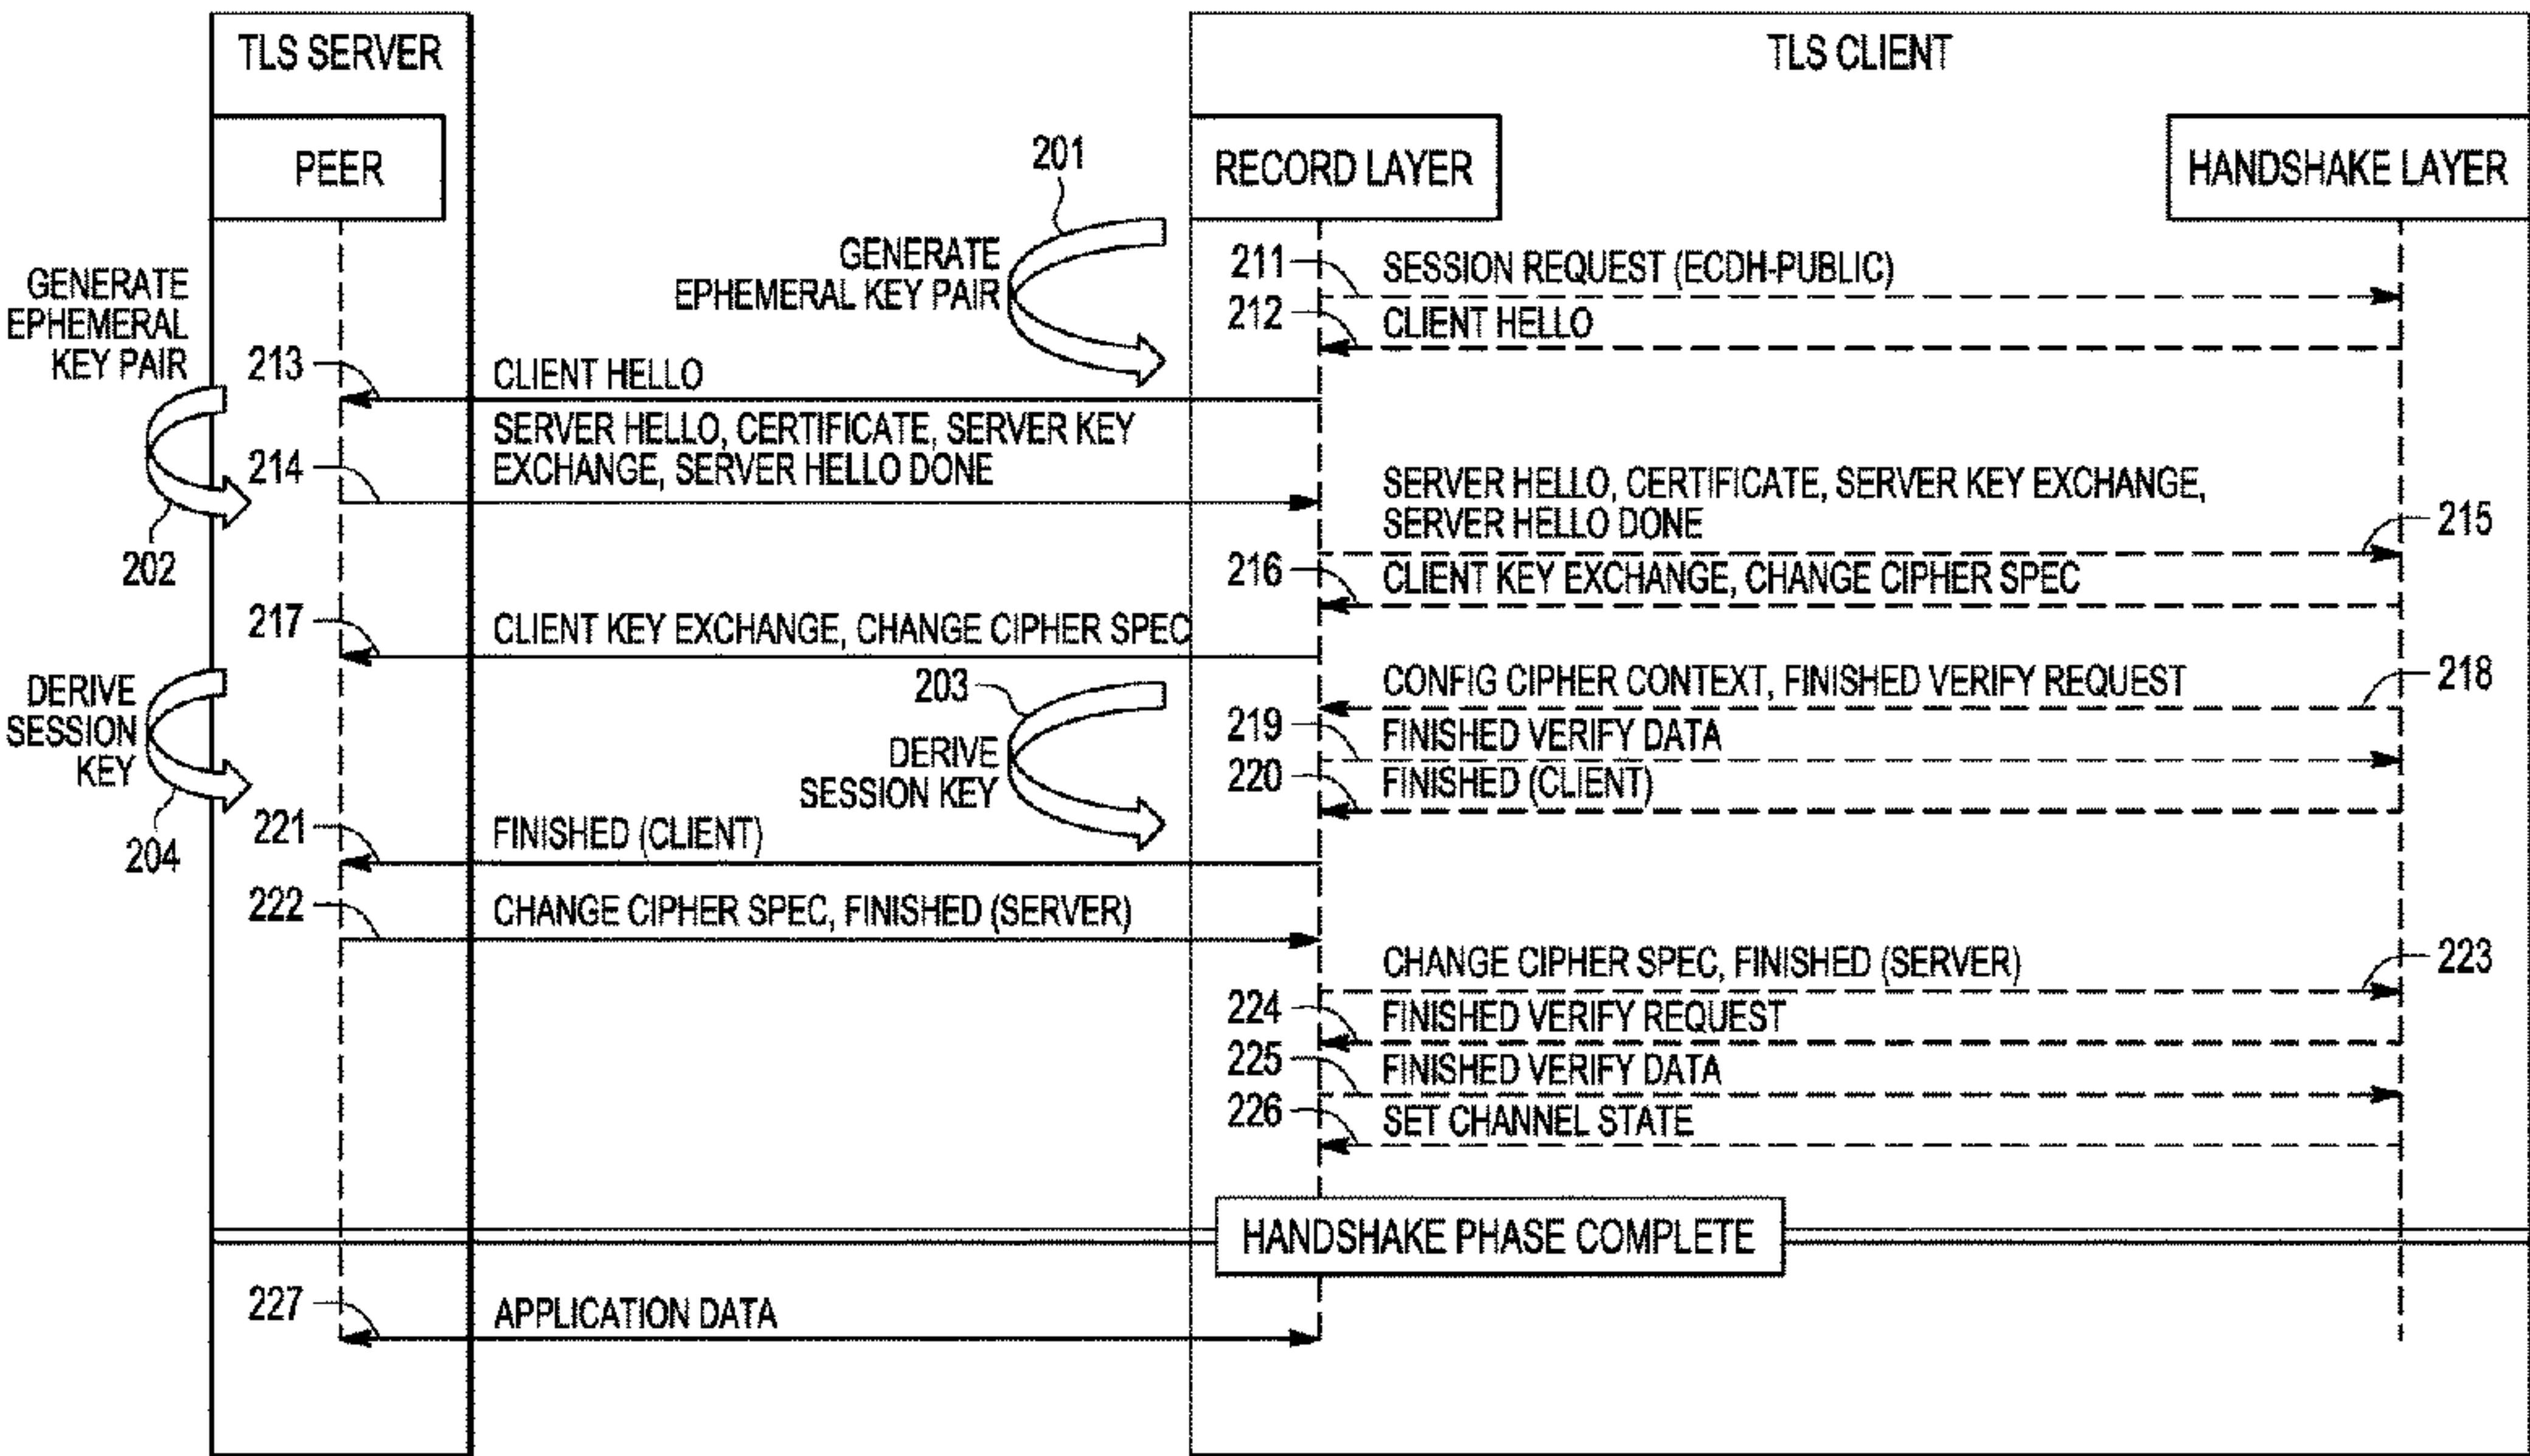 TLS SERVER
TLS CLIENT
PEER
RECORD LAYER
HANDSHAKE LAYER
201
GENERATE
EPHEMERAL KEY PAIR
GENERATE
EPHEMERAL
KEY PAIR
202
211
SESSION REQUEST (ECDH-PUBLIC)
212
CLIENT HELLO
213
CLIENT HELLO
214
SERVER HELLO, CERTIFICATE, SERVER KEY
EXCHANGE, SERVER HELLO DONE
SERVER HELLO, CERTIFICATE, SERVER KEY EXCHANGE,
SERVER HELLO DONE
215
216
CLIENT KEY EXCHANGE, CHANGE CIPHER SPEC
217
CLIENT KEY EXCHANGE, CHANGE CIPHER SPEC
DERIVE
SESSION
KEY
204
203
DERIVE
SESSION KEY
CONFIG CIPHER CONTEXT, FINISHED VERIFY REQUEST
218
219
FINISHED VERIFY DATA
220
FINISHED (CLIENT)
221
FINISHED (CLIENT)
222
CHANGE CIPHER SPEC, FINISHED (SERVER)
CHANGE CIPHER SPEC, FINISHED (SERVER)
223
224
FINISHED VERIFY REQUEST
225
FINISHED VERIFY DATA
226
SET CHANNEL STATE
HANDSHAKE PHASE COMPLETE
227
APPLICATION DATA